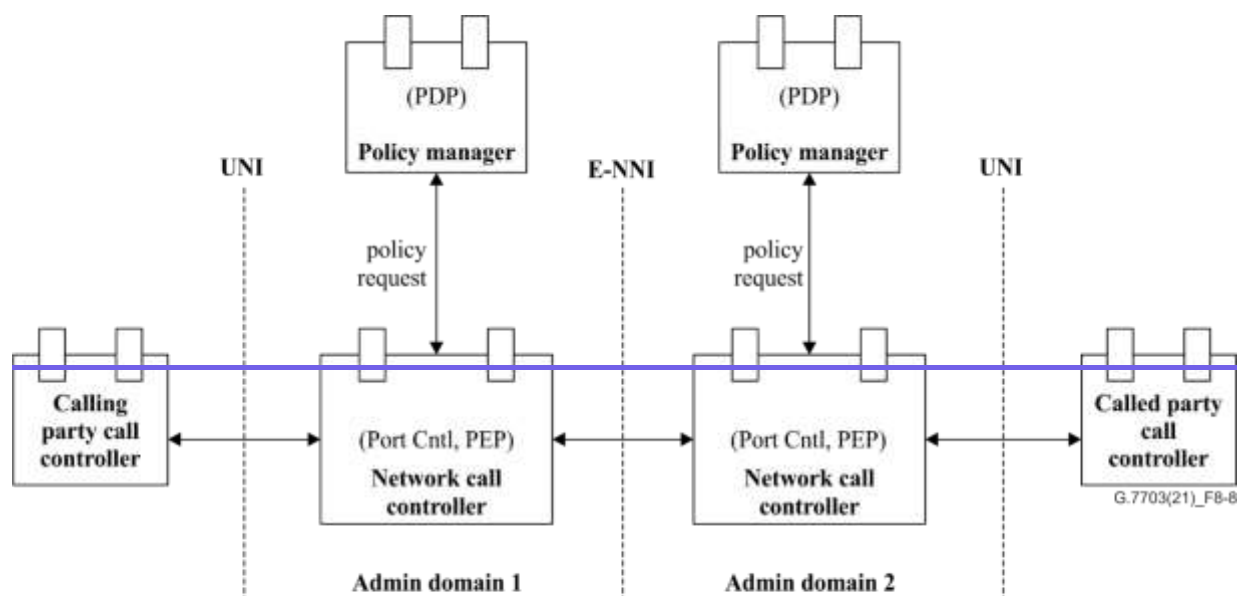 (PDP)
Policy manager
(PDP)
Policy manager
UNI
E-NNI
UNI
policy
request
policy
request
Calling
party call
controller
(Port Cntl, PEP)
Network call
controller
(Port Cntl, PEP)
Network call
controller
Called party
call
controller
G.7703(21)_F8-8
Admin domain 1
Admin domain 2